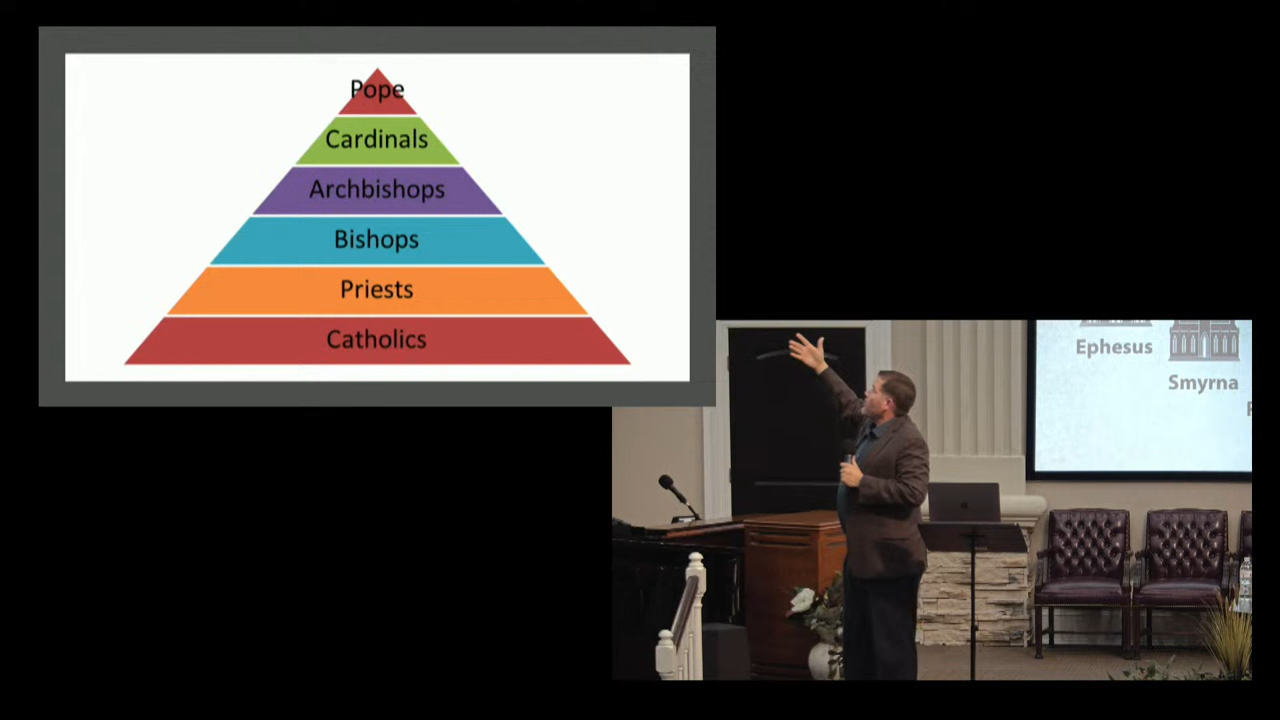 Pope
Cardinals
Archbishops
Bishops
Priests
Catholics
Ephesus
Smyrna